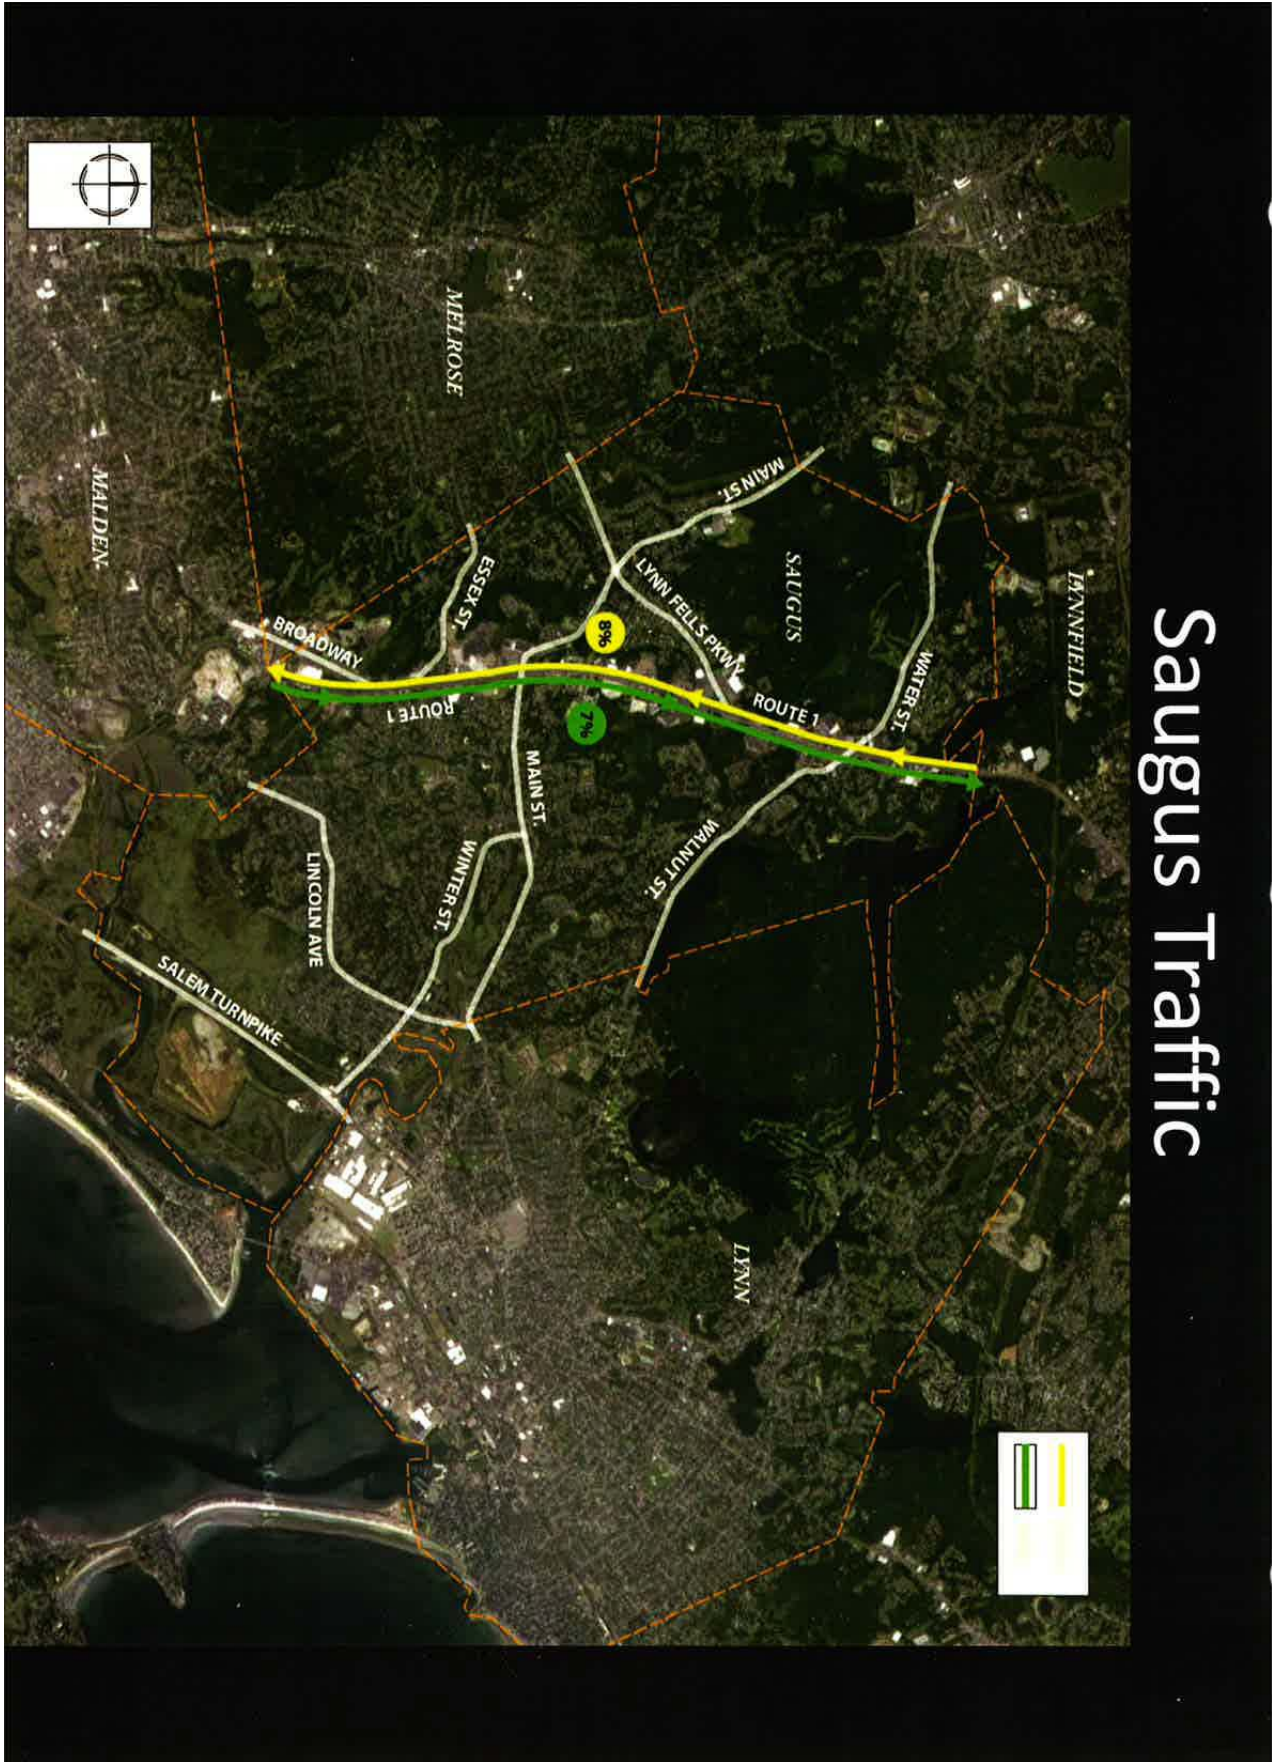 Saugus Traffic
LYNNFIELD
WATER ST.
SAUGUS
MAIN ST.
LYNN FELLS PKWY
ROUTE 1
WALNUT ST.
LYNN
8%
7%
MELROSE
ESSEX ST.
MAIN ST.
ROUTE 1
WINTER ST.
BROADWAY
LINCOLN AVE
MALDEN
SALEM TURNPIKE